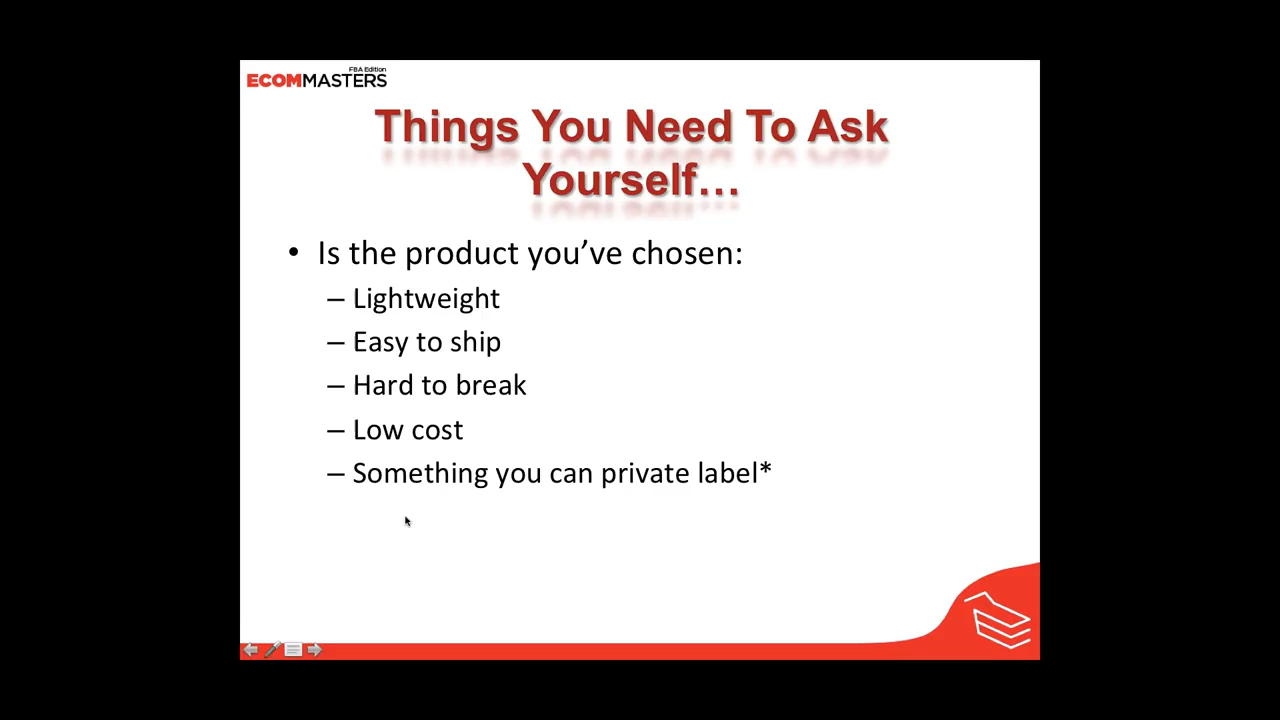 FBA Edition
ECOMMASTERS
Things You Need To Ask
Yourself…
• Is the product you’ve chosen:
– Lightweight
– Easy to ship
– Hard to break
– Low cost
– Something you can private label*